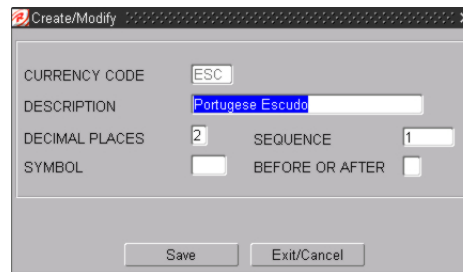 Create/Modify
CURRENCY CODE ESC
DESCRIPTION Portugese Escudo
DECIMAL PLACES 2 SEQUENCE 1
SYMBOL BEFORE OR AFTER
Save Exit/Cancel